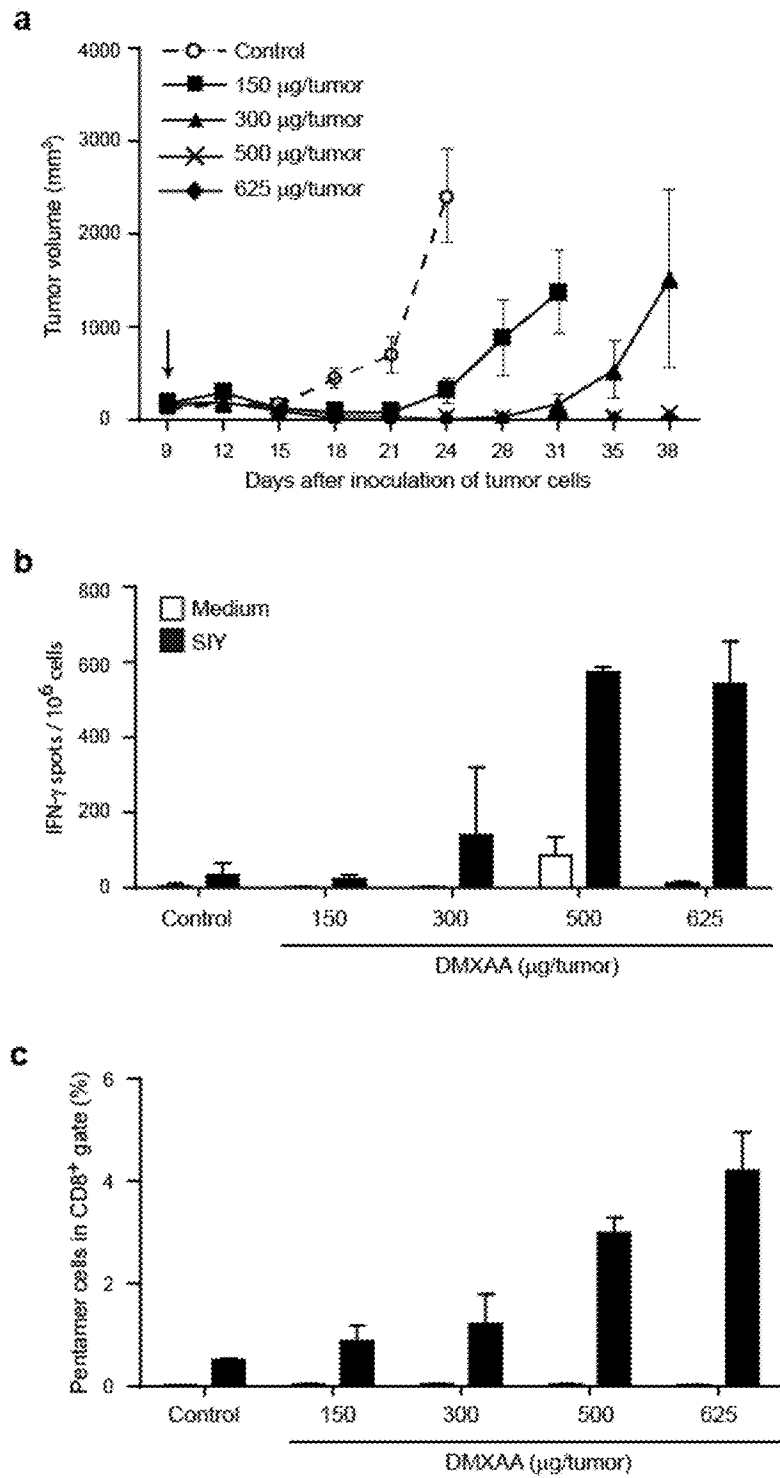 a
Control
150 μg/tumor
300 μg/tumor
500 μg/tumor
625 μg/tumor
Tumor volume (mm³)
4000
3000
2000
1000
0
9 12 15 18 21 24 28 31 35 38
Days after inoculation of tumor cells
b
Medium
SIY
IFN-γ spots / 10⁶ cells
800
600
400
200
0
Control 150 300 500 625
DMXAA (μg/tumor)
c
Pentamer cells in CD8⁺ gate (%)
6
4
2
0
Control 150 300 500 625
DMXAA (μg/tumor)